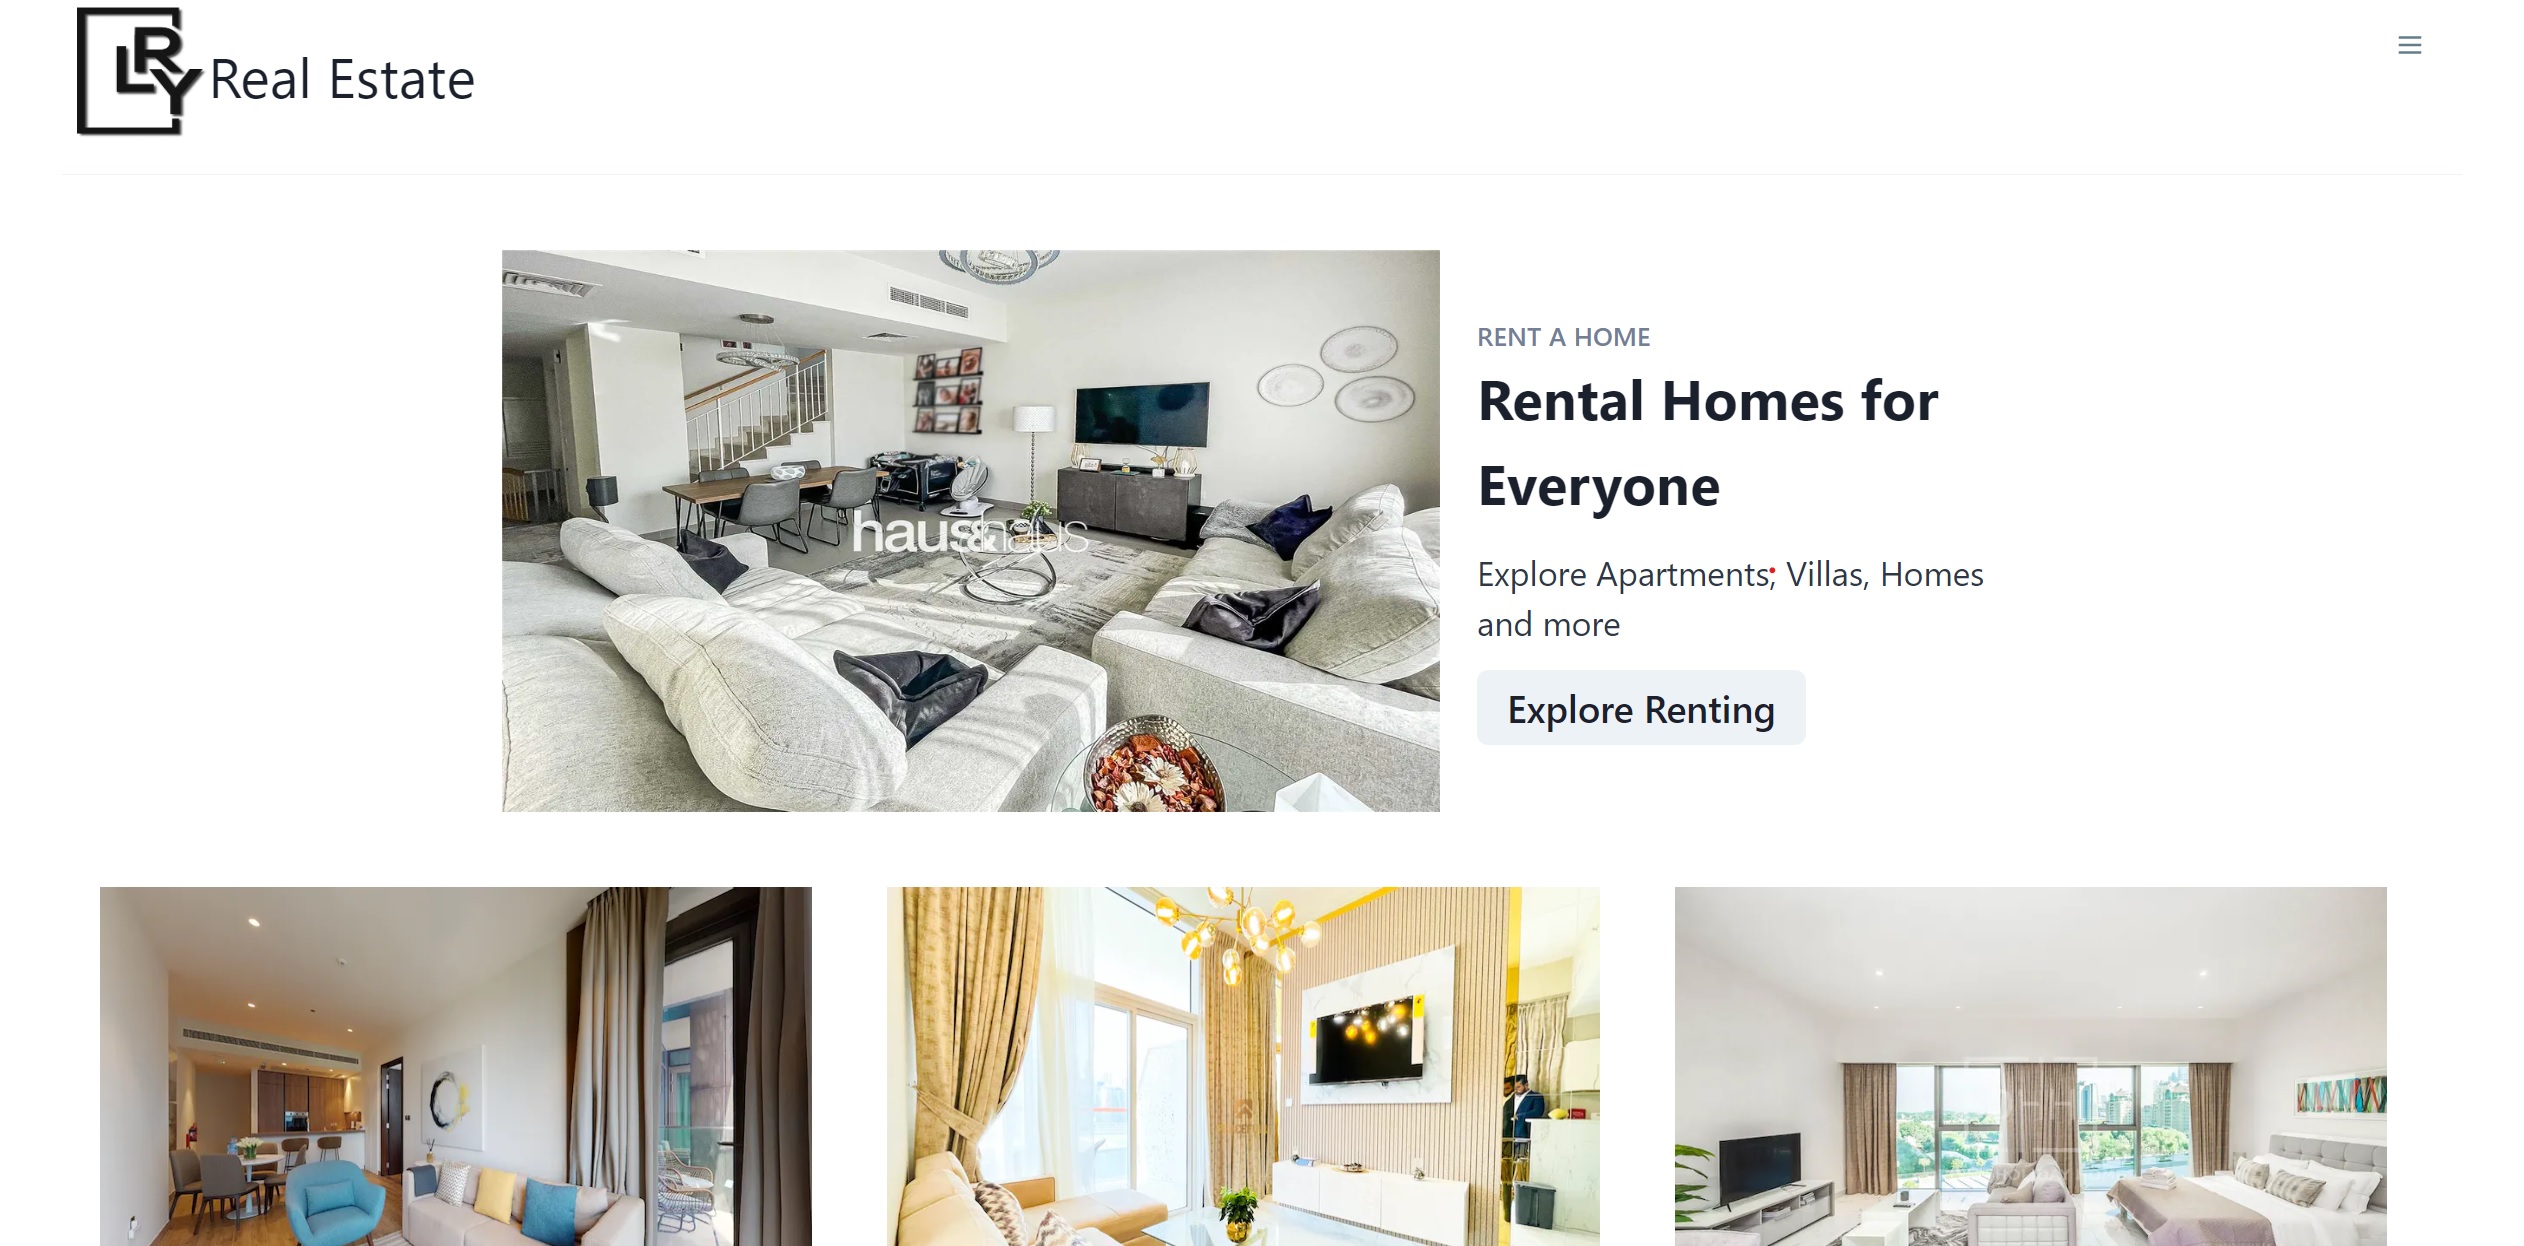 LRY
Real Estate
haus&haus
RENT A HOME
Rental Homes for
Everyone
Explore Apartments, Villas, Homes
and more
Explore Renting